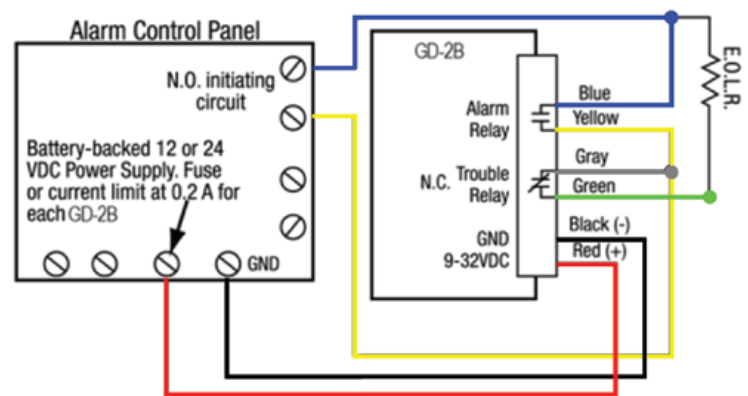 Alarm Control Panel
N.O. initiating
circuit
Battery-backed 12 or 24
VDC Power Supply. Fuse
or current limit at 0.2 A for
each GD-2B
GND
GD-2B
Alarm
Relay
N.C. Trouble
Relay
GND
9-32VDC
Blue
Yellow
Gray
Green
Black (-)
Red (+)
E.O.L.R.